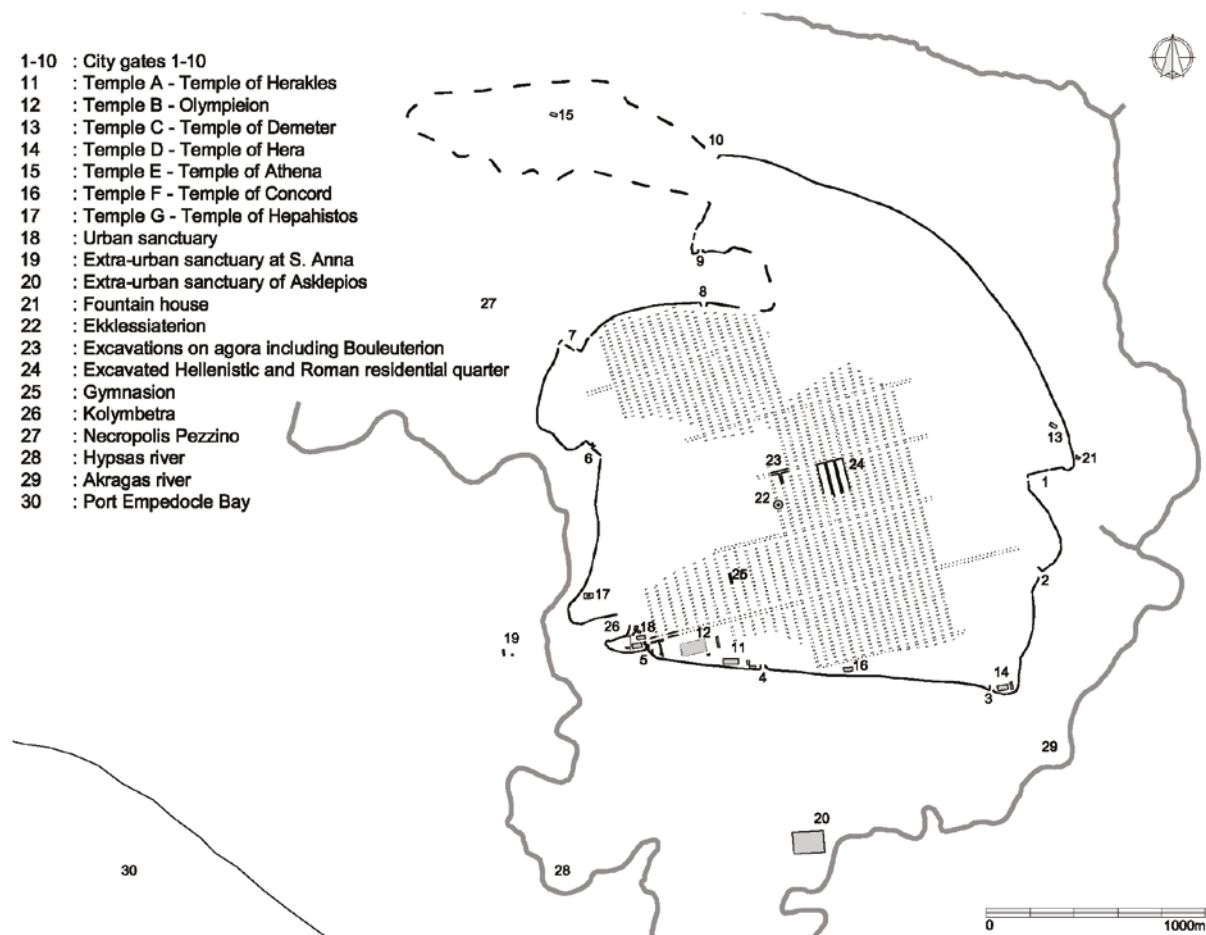 1-10 : City gates 1-10
11 : Temple A - Temple of Herakles
12 : Temple B - Olympieion
13 : Temple C - Temple of Demeter
14 : Temple D - Temple of Hera
15 : Temple E - Temple of Athena
16 : Temple F - Temple of Concord
17 : Temple G - Temple of Hepahistos
18 : Urban sanctuary
19 : Extra-urban sanctuary at S. Anna
20 : Extra-urban sanctuary of Asklepios
21 : Fountain house
22 : Ekklessiaterion
23 : Excavations on agora including Bouleuterion
24 : Excavated Hellenistic and Roman residential quarter
25 : Gymnasion
26 : Kolymbetra
27 : Necropolis Pezzino
28 : Hypsas river
29 : Akragas river
30 : Port Empedocle Bay
15
10
9
27
8
7
13
21
6
23
24
1
22
25
2
17
26
18
12
19
5
11
4
16
14
3
29
20
30
28
0 1000m